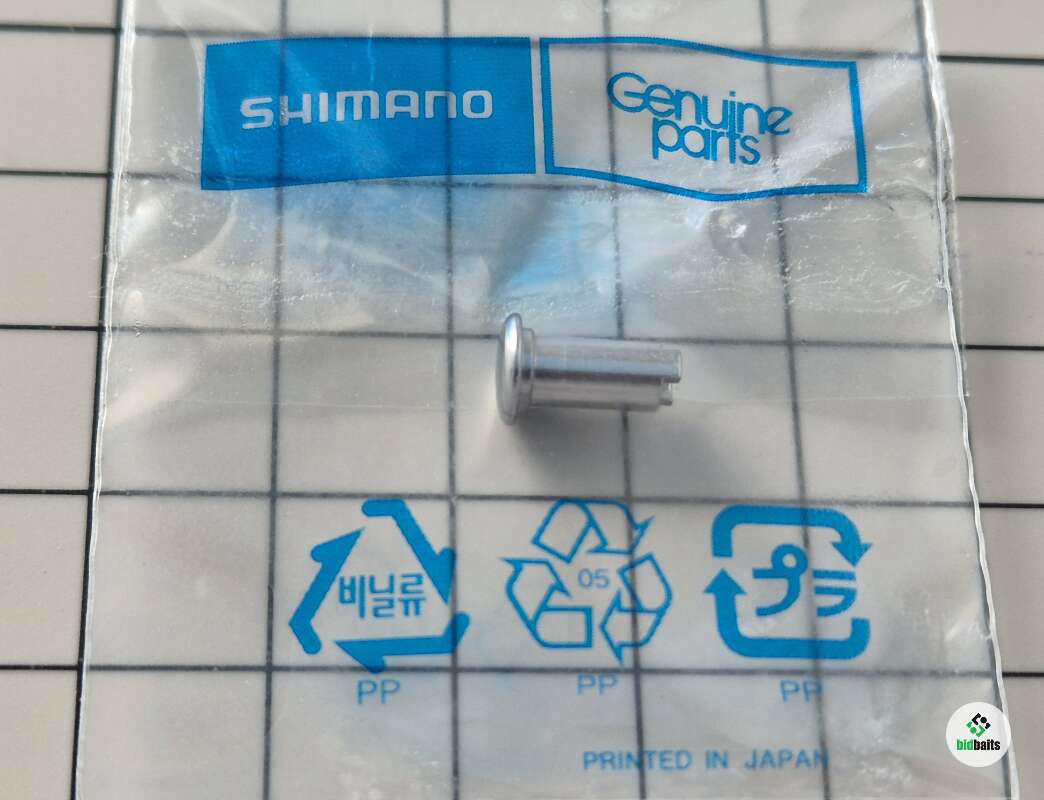 SHIMANO
Genuine
parts
비닐류
05
プラ
PP
PP
PP
PRINTED IN JAPAN
bidbaits